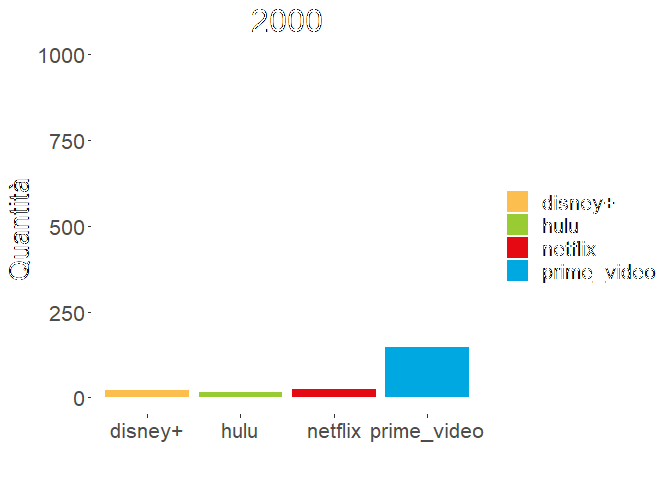 2000
1000
750
500
250
0
Quantità
disney+
hulu
netflix
prime_video
disney+
hulu
netflix
prime_video